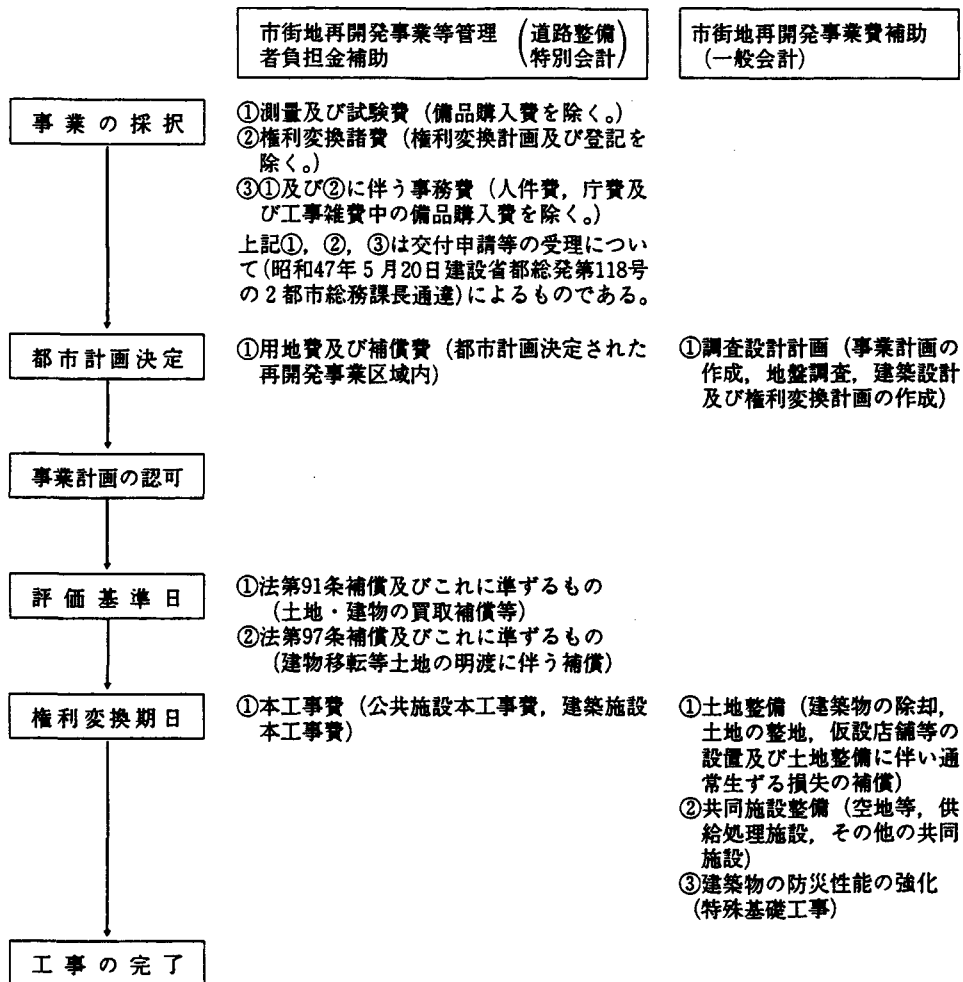 市街地再開発事業等管理（道路整備）
者負担金補助（特別会計）
市街地再開発事業費補助
（一般会計）
事業の採択
①測量及び試験費（備品購入費を除く。）
②権利変換諸費（権利変換計画及び登記を
除く。）
③①及び②に伴う事務費（人件費，庁費及
び工事雑費中の備品購入費を除く。）
上記①，②，③は交付申請等の受理につい
て(昭和47年5月20日建設省都総発第118号
の2都市総務課長通達)によるものである。
都市計画決定
①用地費及び補償費（都市計画決定された
再開発事業区域内）
①調査設計計画（事業計画の
作成，地盤調査，建築設計
及び権利変換計画の作成）
事業計画の認可
評価基準日
①法第91条補償及びこれに準ずるもの
（土地・建物の買取補償等）
②法第97条補償及びこれに準ずるもの
（建物移転等土地の明渡に伴う補償）
権利変換期日
①本工事費（公共施設本工事費，建築施設
本工事費）
①土地整備（建築物の除却，
土地の整地，仮設店舗等の
設置及び土地整備に伴い通
常生ずる損失の補償）
②共同施設整備（空地等，供
給処理施設，その他の共同
施設）
③建築物の防災性能の強化
（特殊基礎工事）
工事の完了